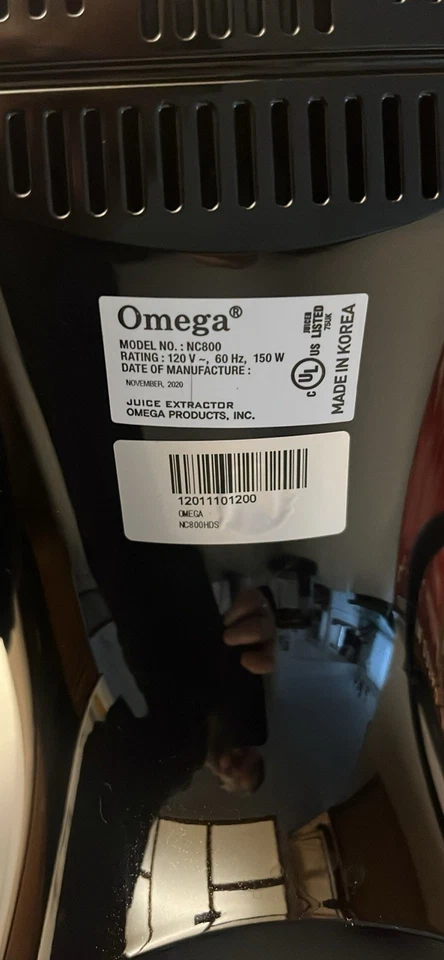 Omega®
MODEL NO. : NC800
RATING : 120 V ~, 60 Hz, 150 W
DATE OF MANUFACTURE :
NOVEMBER, 2020
JUICE EXTRACTOR
OMEGA PRODUCTS, INC.
C UL US LISTED
JUICER
75UK
MADE IN KOREA
12011101200
OMEGA
NC800HDS